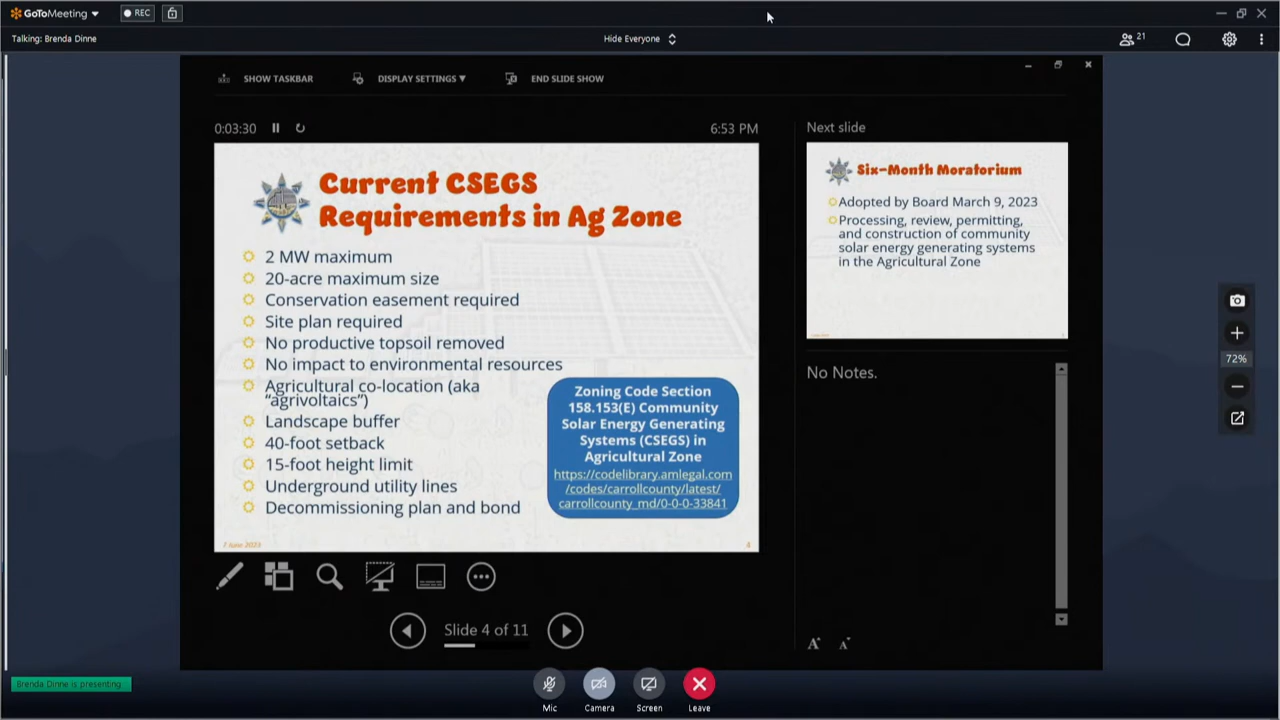 GoToMeeting
REC
Talking: Brenda Dinne
Hide Everyone
21
SHOW TASKBAR
DISPLAY SETTINGS
END SLIDE SHOW
0:03:30
6:53 PM
Current CSEGS
Requirements in Ag Zone
2 MW maximum
20-acre maximum size
Conservation easement required
Site plan required
No productive topsoil removed
No impact to environmental resources
Agricultural co-location (aka
“agrivoltaics”)
Landscape buffer
40-foot setback
15-foot height limit
Underground utility lines
Decommissioning plan and bond
Zoning Code Section
158.153(E) Community
Solar Energy Generating
Systems (CSEGS) in
Agricultural Zone
https://codelibrary.amlegal.com
/codes/carrollcounty/latest/
carrollcounty_md/0-0-0-33841
7 June 2023
Next slide
Six-Month Moratorium
Adopted by Board March 9, 2023
Processing, review, permitting,
and construction of community
solar energy generating systems
in the Agricultural Zone
No Notes.
72%
Slide 4 of 11
A A
Brenda Dinne is presenting
Mic
Camera
Screen
Leave